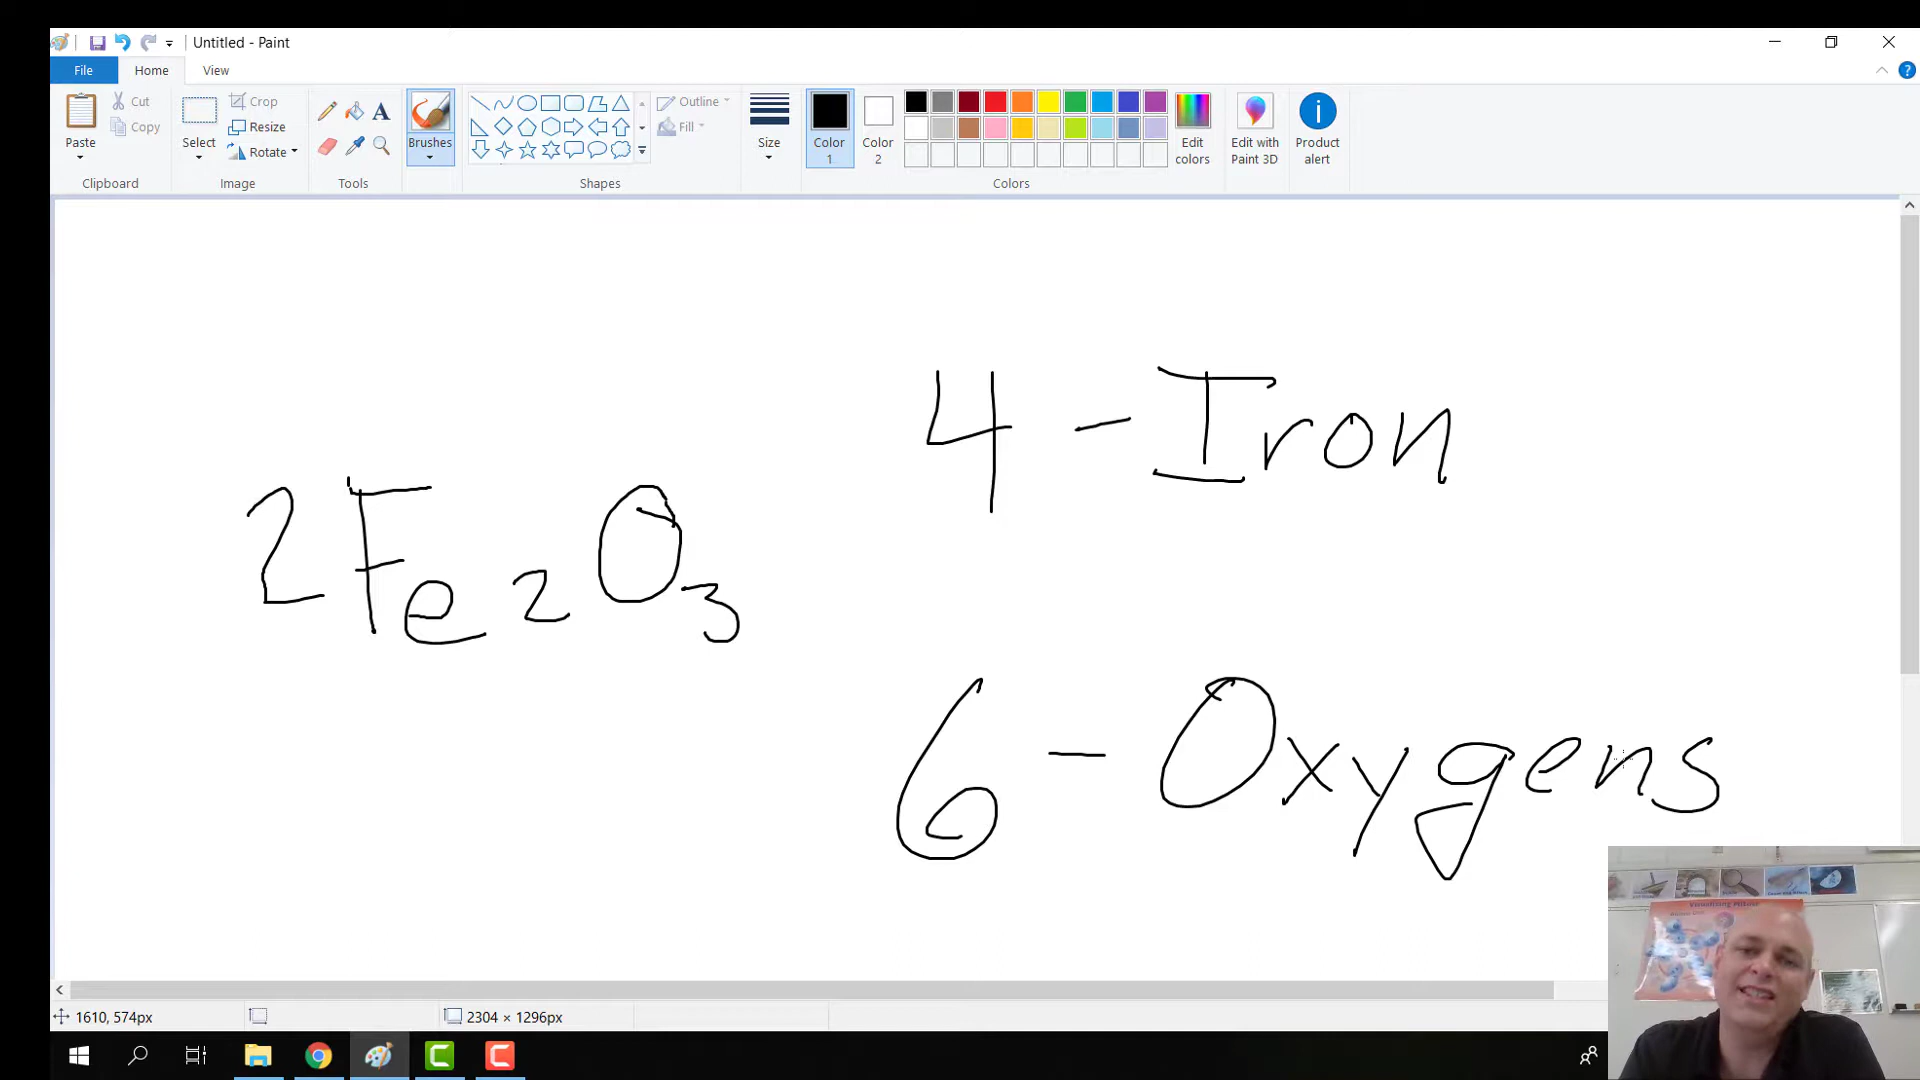 Untitled - Paint
File Home View
Paste
Cut
Copy
Clipboard
Select
Crop
Resize
Rotate
Image
Tools
Brushes
Outline
Fill
Shapes
Size
Color 1
Color 2
Edit colors
Colors
Edit with Paint 3D
Product alert
4 - Iron
2Fe₂O₃
6 - Oxygens
1610, 574px
2304 × 1296px